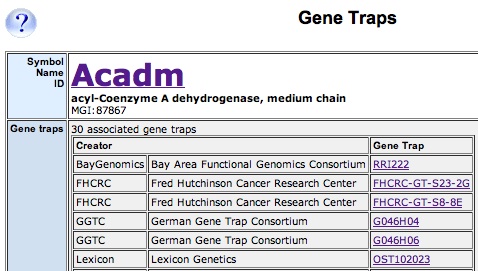 ?
Gene Traps
Symbol
Name
ID
Acadm
acyl-Coenzyme A dehydrogenase, medium chain
MGI:87867
Gene traps
30 associated gene traps
Creator Gene Trap
BayGenomics Bay Area Functional Genomics Consortium RRI222
FHCRC Fred Hutchinson Cancer Research Center FHCRC-GT-S23-2G
FHCRC Fred Hutchinson Cancer Research Center FHCRC-GT-S8-8E
GGTC German Gene Trap Consortium G046H04
GGTC German Gene Trap Consortium G046H06
Lexicon Lexicon Genetics OST102023